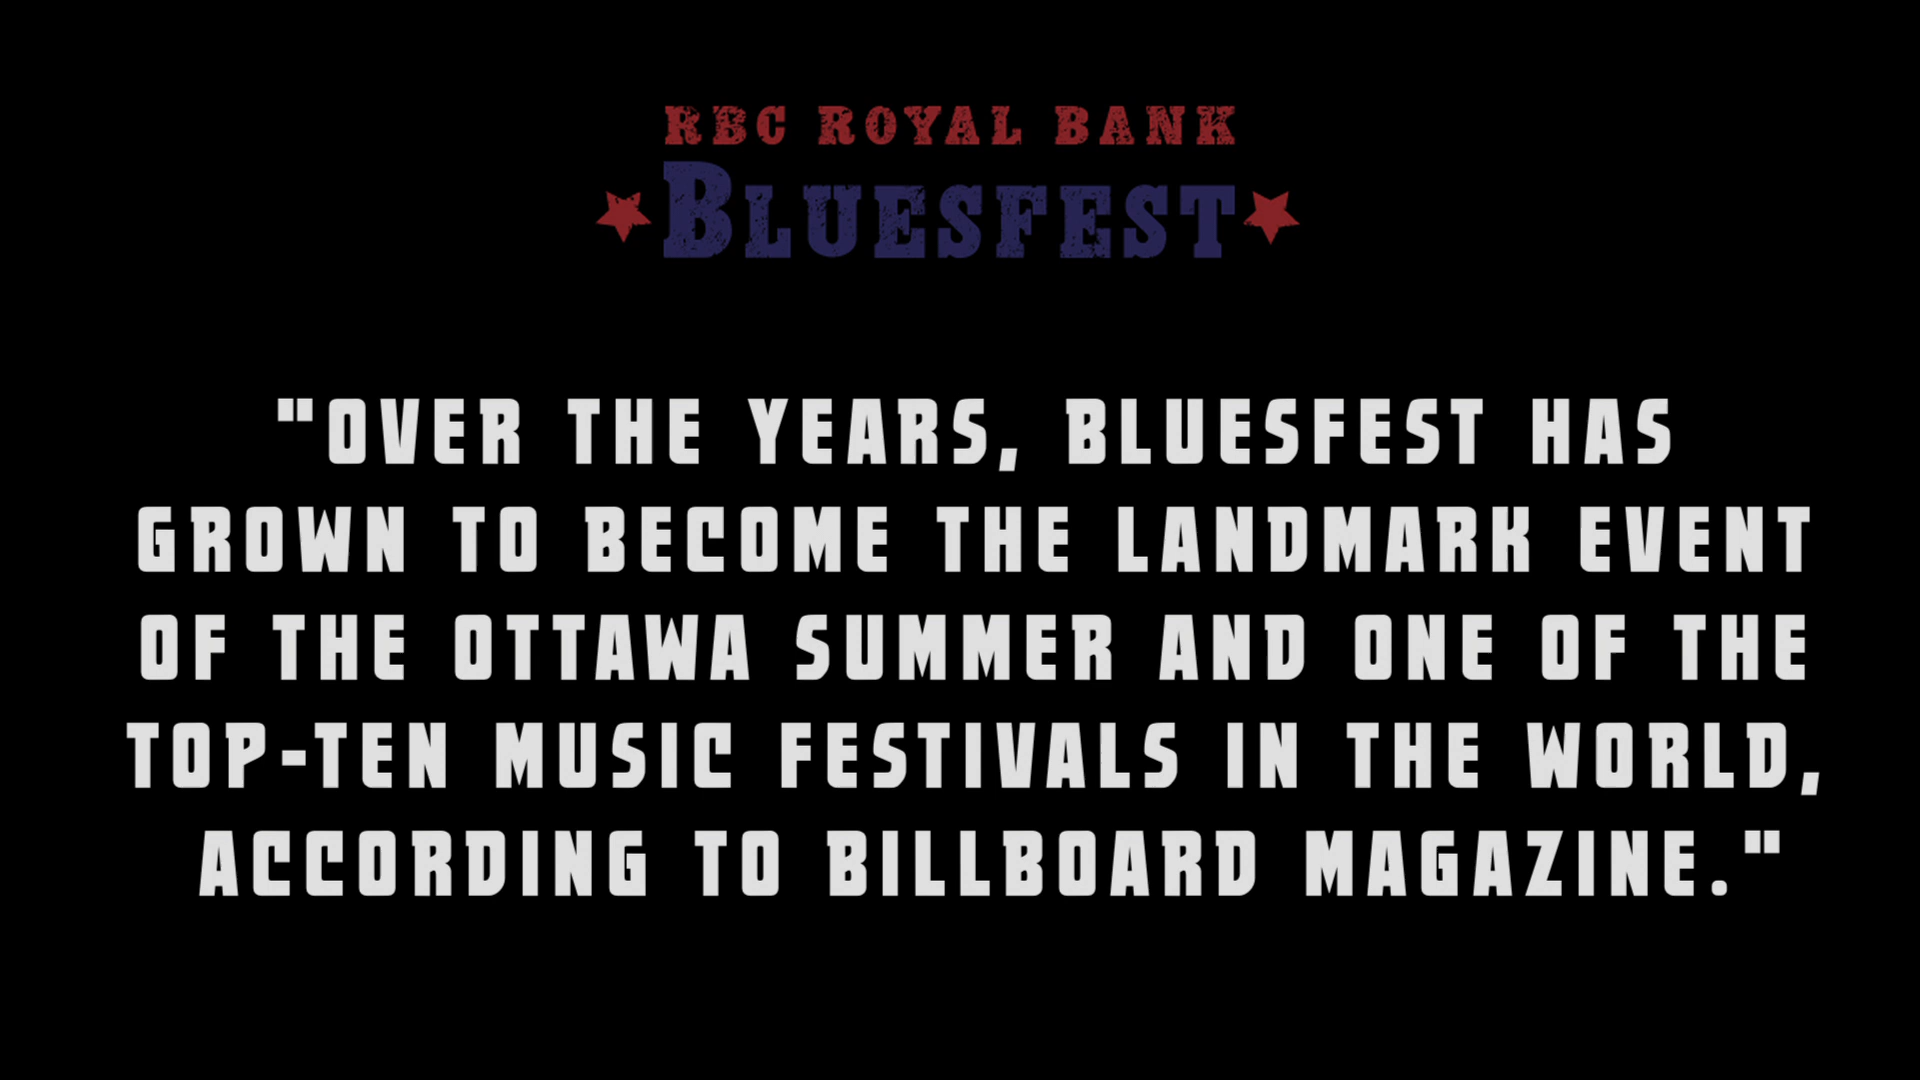 RBC ROYAL BANK
BLUESFEST
"OVER THE YEARS, BLUESFEST HAS
GROWN TO BECOME THE LANDMARK EVENT
OF THE OTTAWA SUMMER AND ONE OF THE
TOP-TEN MUSIC FESTIVALS IN THE WORLD,
ACCORDING TO BILLBOARD MAGAZINE."